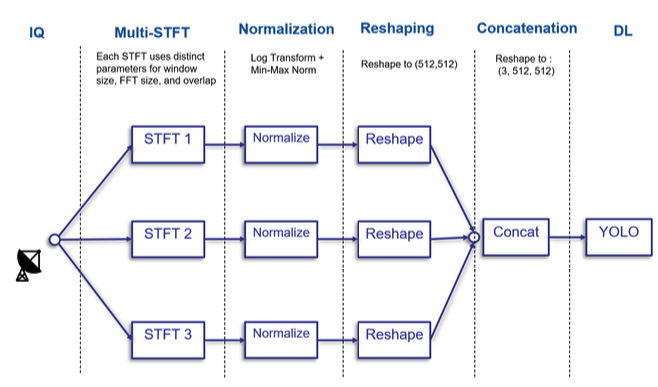 IQ
Multi-STFT
Normalization
Reshaping
Concatenation
DL
Each STFT uses distinct
parameters for window
size, FFT size, and overlap
Log Transform +
Min-Max Norm
Reshape to (512,512)
Reshape to :
(3, 512, 512)
STFT 1
Normalize
Reshape
STFT 2
Normalize
Reshape
Concat
YOLO
STFT 3
Normalize
Reshape